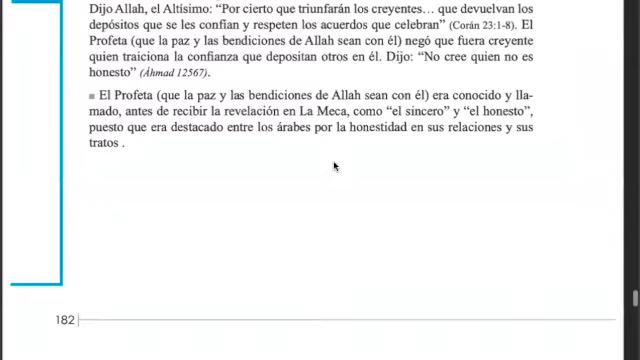 Dijo Allah, el Altísimo: “Por cierto que triunfarán los creyentes… que devuelvan los
depósitos que se les confían y respeten los acuerdos que celebran” (Corán 23:1-8). El
Profeta (que la paz y las bendiciones de Allah sean con él) negó que fuera creyente
quien traiciona la confianza que depositan otros en él. Dijo: “No cree quien no es
honesto” (Áhmad 12567).
■ El Profeta (que la paz y las bendiciones de Allah sean con él) era conocido y lla-
mado, antes de recibir la revelación en La Meca, como “el sincero” y “el honesto”,
puesto que era destacado entre los árabes por la honestidad en sus relaciones y sus
tratos .
182